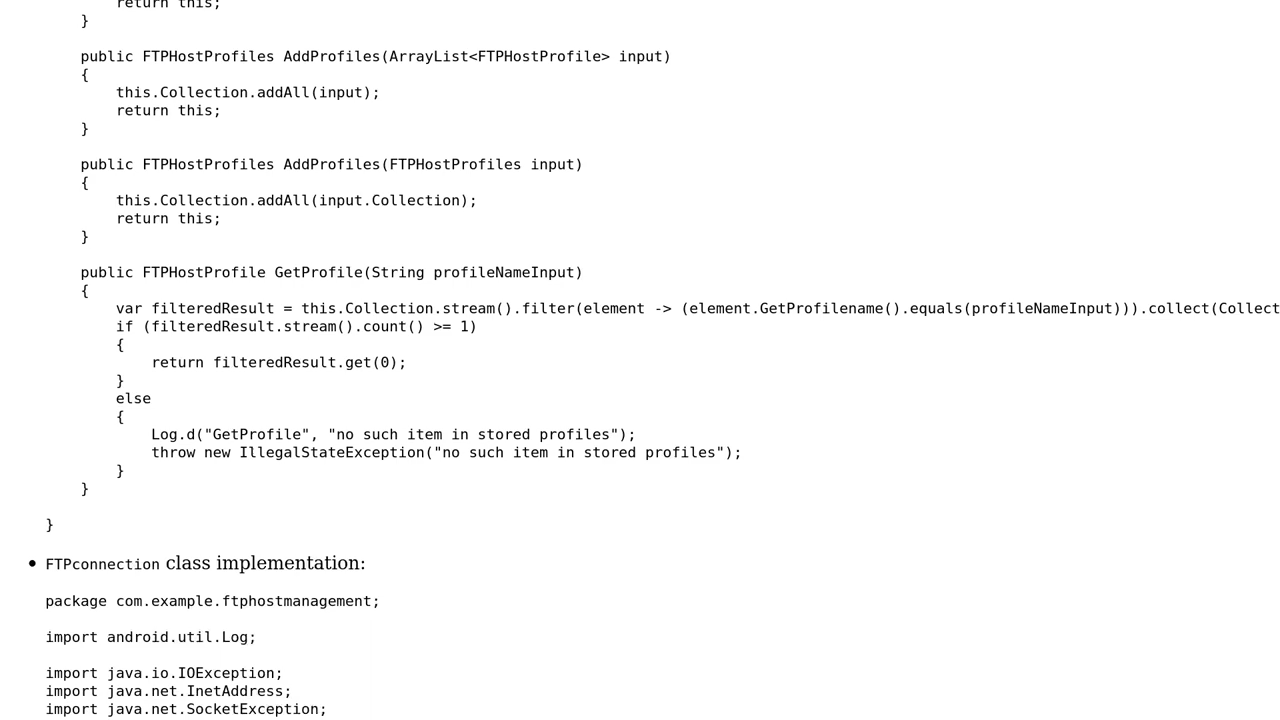 return this;
}
public FTPHostProfiles AddProfiles(ArrayList<FTPHostProfile> input)
{
this.Collection.addAll(input);
return this;
}
public FTPHostProfiles AddProfiles(FTPHostProfiles input)
{
this.Collection.addAll(input.Collection);
return this;
}
public FTPHostProfile GetProfile(String profileNameInput)
{
var filteredResult = this.Collection.stream().filter(element -> (element.GetProfilename().equals(profileNameInput))).collect(Collect
if (filteredResult.stream().count() >= 1)
{
return filteredResult.get(0);
}
else
{
Log.d("GetProfile", "no such item in stored profiles");
throw new IllegalStateException("no such item in stored profiles");
}
}
}
• FTPconnection class implementation:
package com.example.ftphostmanagement;
import android.util.Log;
import java.io.IOException;
import java.net.InetAddress;
import java.net.SocketException;